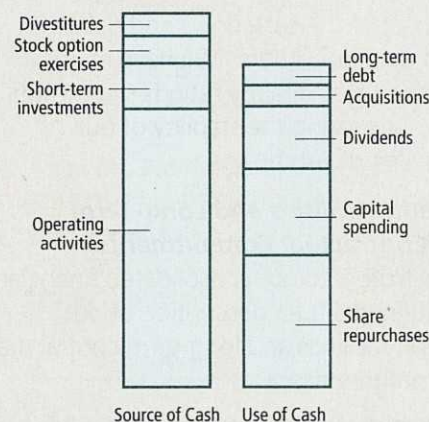 Divestitures
Stock option
exercises
Short-term
investments
Operating
activities
Long-term
debt
Acquisitions
Dividends
Capital
spending
Share
repurchases
Source of Cash
Use of Cash